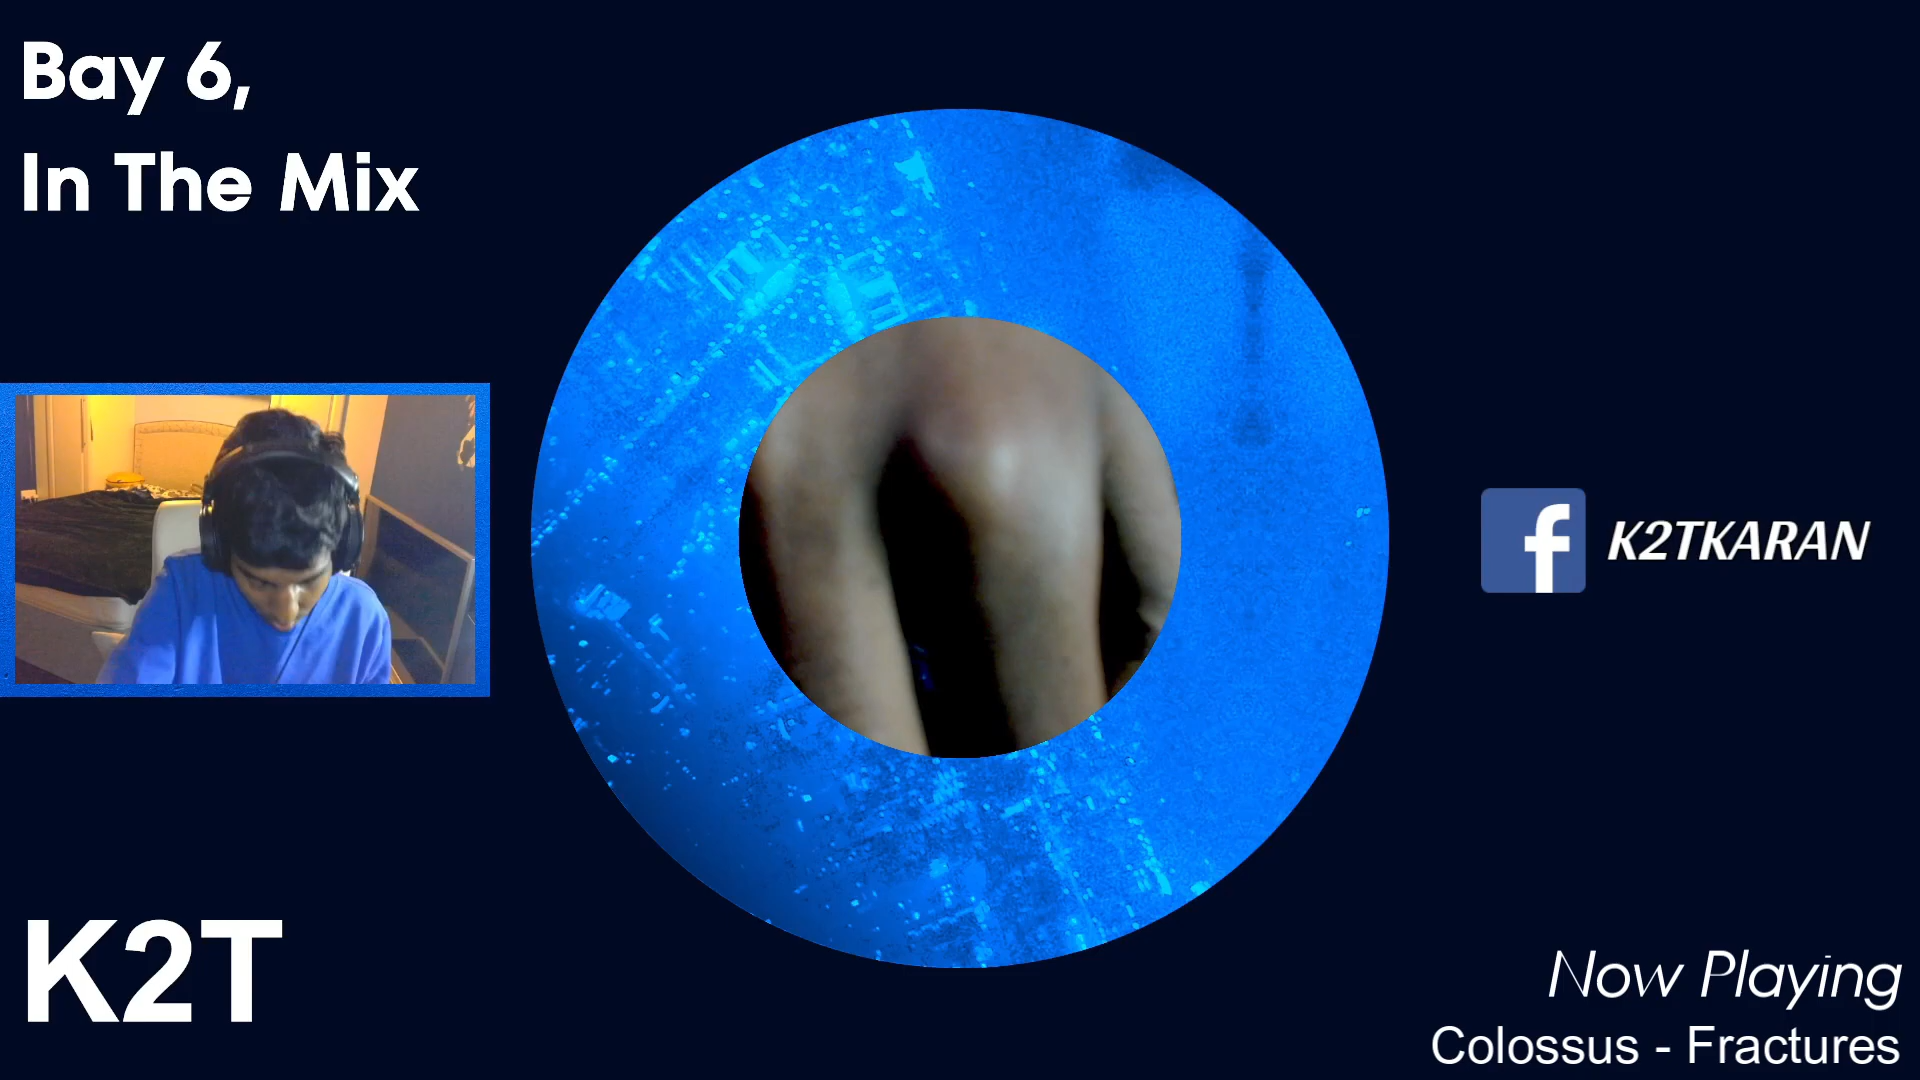 Bay 6,
In The Mix
K2TKARAN
K2T
Now Playing
Colossus - Fractures